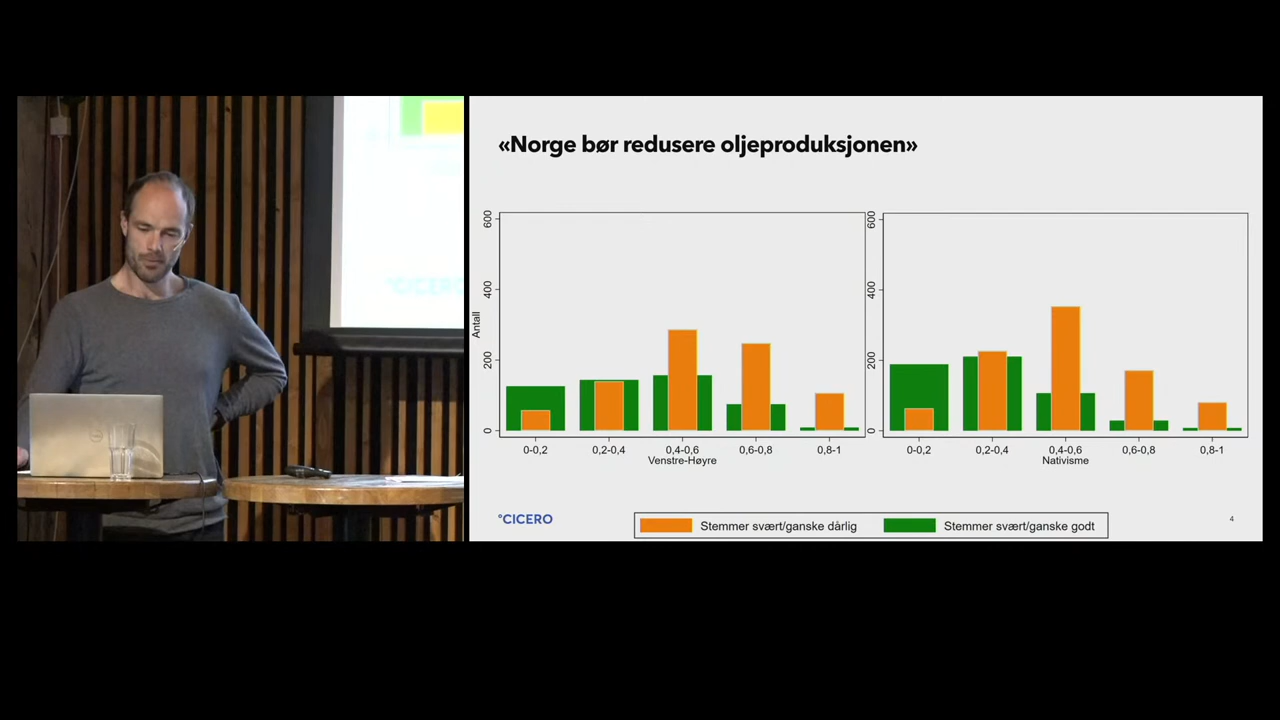 «Norge bør redusere oljeproduksjonen»
600
400
200
0
Antall
0-0,2
0,2-0,4
0,4-0,6
0,6-0,8
0,8-1
Venstre-Høyre
600
400
200
0
0-0,2
0,2-0,4
0,4-0,6
0,6-0,8
0,8-1
Nativisme
°CICERO
Stemmer svært/ganske dårlig
Stemmer svært/ganske godt
4
°CICERO